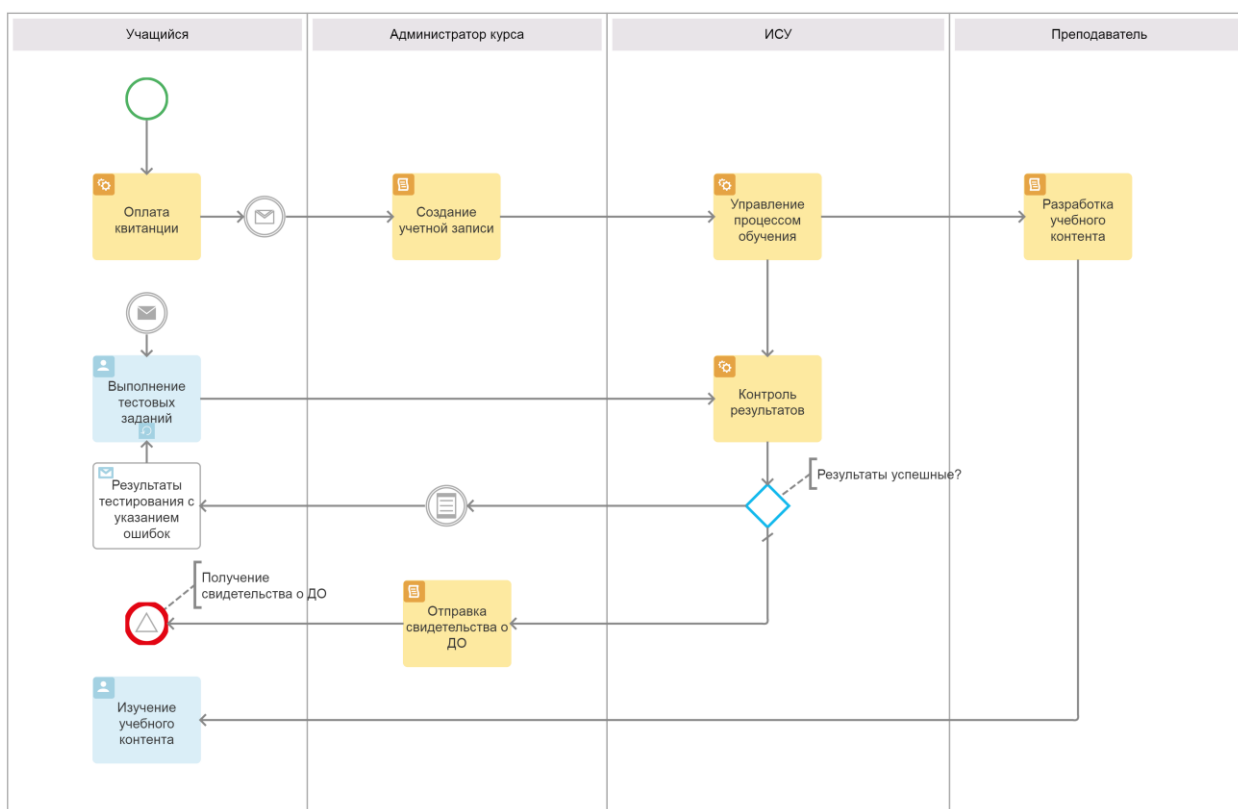 Учащийся
Администратор курса
ИСУ
Преподаватель
Оплата
квитанции
Создание
учетной записи
Управление
процессом
обучения
Разработка
учебного
контента
Выполнение
тестовых
заданий
Контроль
результатов
Результаты успешные?
Результаты
тестирования с
указанием
ошибок
Получение
свидетельства о ДО
Отправка
свидетельства о
ДО
Изучение
учебного
контента